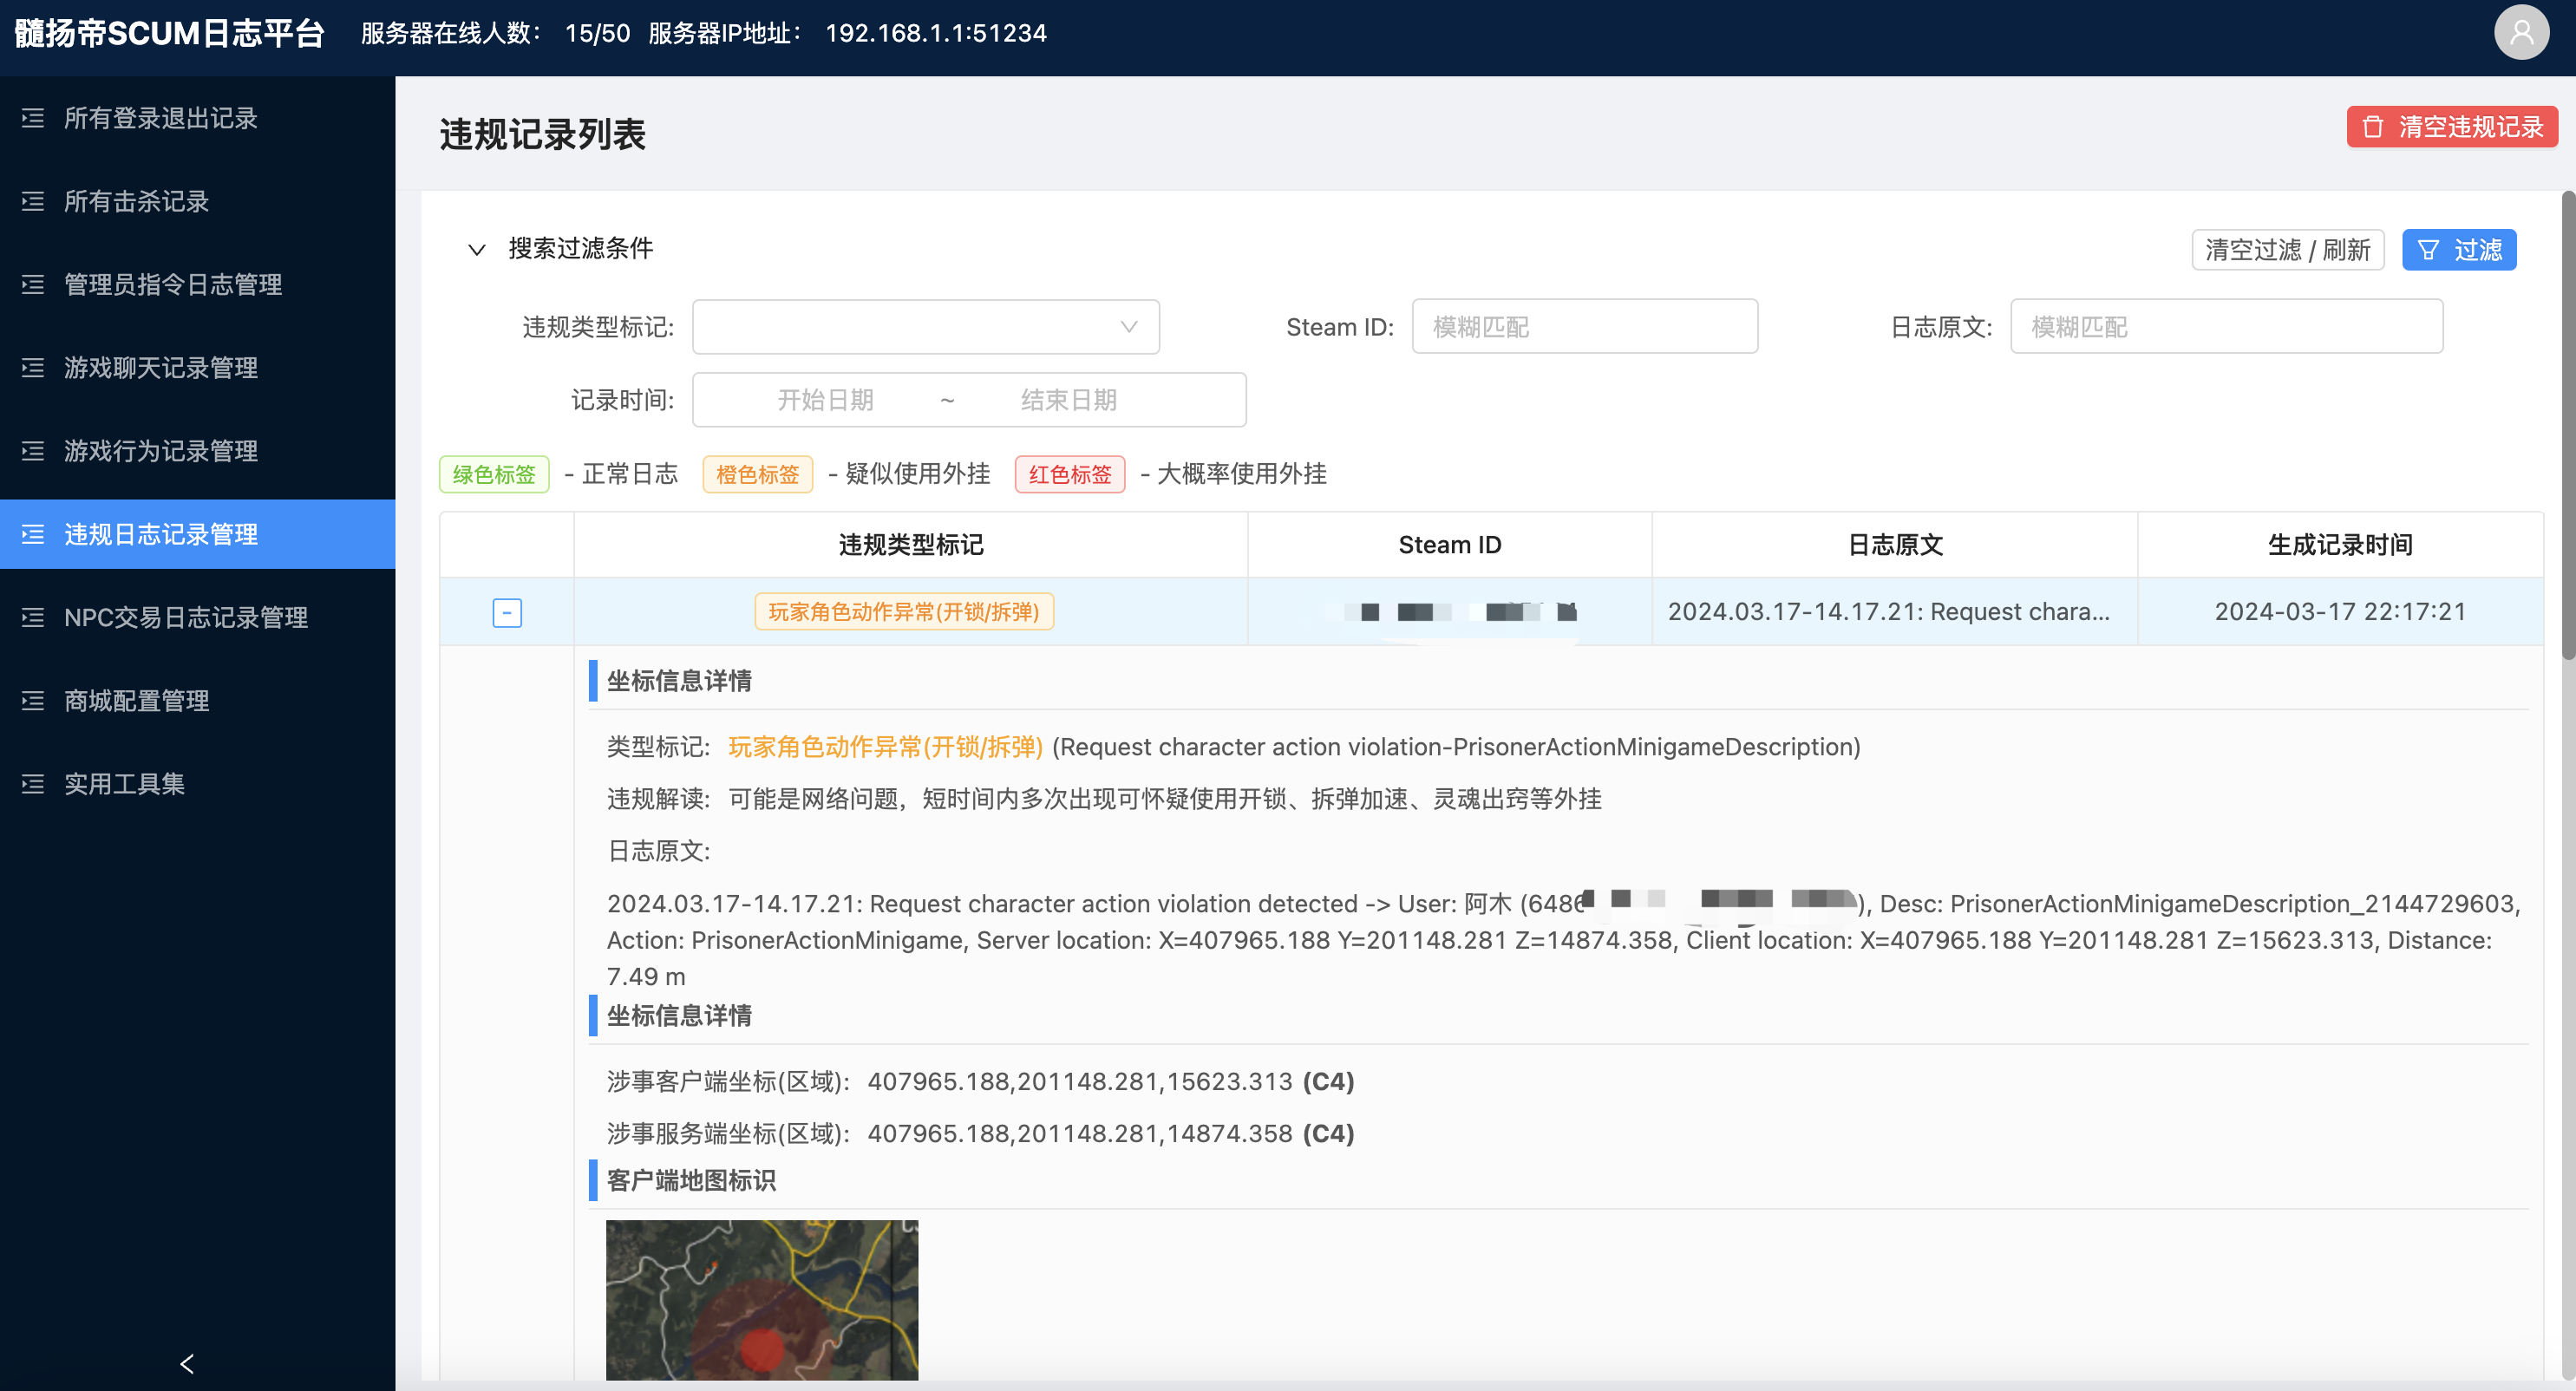 髓扬帝SCUM日志平台 服务器在线人数： 15/50 服务器IP地址： 192.168.1.1:51234
所有登录退出记录
所有击杀记录
管理员指令日志管理
游戏聊天记录管理
游戏行为记录管理
违规日志记录管理
NPC交易日志记录管理
商城配置管理
实用工具集
违规记录列表
清空违规记录
搜索过滤条件
清空过滤 / 刷新
过滤
违规类型标记:
Steam ID: 模糊匹配
日志原文: 模糊匹配
记录时间: 开始日期 ~ 结束日期
绿色标签 - 正常日志 橙色标签 - 疑似使用外挂 红色标签 - 大概率使用外挂
违规类型标记 Steam ID 日志原文 生成记录时间
玩家角色动作异常(开锁/拆弹) 2024.03.17-14.17.21: Request chara... 2024-03-17 22:17:21
坐标信息详情
类型标记: 玩家角色动作异常(开锁/拆弹) (Request character action violation-PrisonerActionMinigameDescription)
违规解读: 可能是网络问题，短时间内多次出现可怀疑使用开锁、拆弹加速、灵魂出窍等外挂
日志原文:
2024.03.17-14.17.21: Request character action violation detected -> User: 阿木 (6486 ), Desc: PrisonerActionMinigameDescription_2144729603,
Action: PrisonerActionMinigame, Server location: X=407965.188 Y=201148.281 Z=14874.358, Client location: X=407965.188 Y=201148.281 Z=15623.313, Distance:
7.49 m
坐标信息详情
涉事客户端坐标(区域): 407965.188,201148.281,15623.313 (C4)
涉事服务端坐标(区域): 407965.188,201148.281,14874.358 (C4)
客户端地图标识